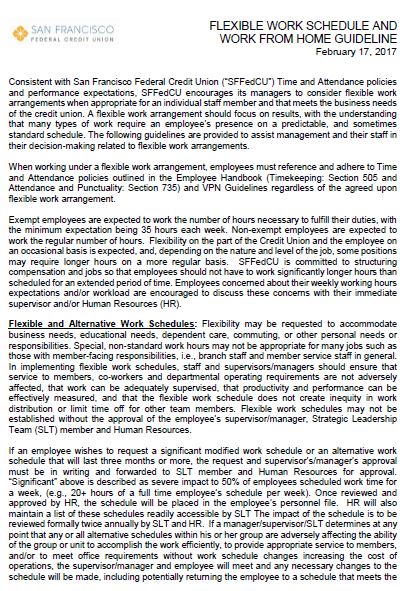 SAN FRANCISCO
FEDERAL CREDIT UNION
FLEXIBLE WORK SCHEDULE AND
WORK FROM HOME GUIDELINE
February 17, 2017
Consistent with San Francisco Federal Credit Union ("SFFedCU") Time and Attendance policies
and performance expectations, SFFedCU encourages its managers to consider flexible work
arrangements when appropriate for an individual staff member and that meets the business needs
of the credit union. A flexible work arrangement should focus on results, with the understanding
that many types of work require an employee's presence on a predictable, and sometimes
standard schedule. The following guidelines are provided to assist management and their staff in
their decision-making related to flexible work arrangements.
When working under a flexible work arrangement, employees must reference and adhere to Time
and Attendance policies outlined in the Employee Handbook (Timekeeping: Section 505 and
Attendance and Punctuality: Section 735) and VPN Guidelines regardless of the agreed upon
flexible work arrangement.
Exempt employees are expected to work the number of hours necessary to fulfill their duties, with
the minimum expectation being 35 hours each week. Non-exempt employees are expected to
work the regular number of hours. Flexibility on the part of the Credit Union and the employee on
an occasional basis is expected, and, depending on the nature and level of the job, some positions
may require longer hours on a more regular basis. SFFedCU is committed to structuring
compensation and jobs so that employees should not have to work significantly longer hours than
scheduled for an extended period of time. Employees concerned about their weekly working hours
expectations and/or workload are encouraged to discuss these concerns with their immediate
supervisor and/or Human Resources (HR).
Flexible and Alternative Work Schedules: Flexibility may be requested to accommodate
business needs, educational needs, dependent care, commuting, or other personal needs or
responsibilities. Special, non-standard work hours may not be appropriate for many jobs such as
those with member-facing responsibilities, i.e., branch staff and member service staff in general.
In implementing flexible work schedules, staff and supervisors/managers should ensure that
service to members, co-workers and departmental operating requirements are not adversely
affected, that work can be adequately supervised, that productivity and performance can be
effectively measured, and that the flexible work schedule does not create inequity in work
distribution or limit time off for other team members. Flexible work schedules may not be
established without the approval of the employee's supervisor/manager, Strategic Leadership
Team (SLT) member and Human Resources.
If an employee wishes to request a significant modified work schedule or an alternative work
schedule that will last three months or more, the request and supervisor's/manager's approval
must be in writing and forwarded to SLT member and Human Resources for approval.
"Significant" above is described as severe impact to 50% of employees scheduled work time for
a week, (e.g., 20+ hours of a full time employee's schedule per week). Once reviewed and
approved by HR, the schedule will be placed in the employee's personnel file. HR will also
maintain a list of these schedules readily accessible by SLT The impact of the schedule is to be
reviewed formally twice annually by SLT and HR. If a manager/supervisor/SLT determines at any
point that any or all alternative schedules within his or her group are adversely affecting the ability
of the group or unit to accomplish the work efficiently, to provide appropriate service to members,
and/or to meet office requirements without work schedule changes increasing the cost of
operations, the supervisor/manager and employee will meet and any necessary changes to the
schedule will be made, including potentially returning the employee to a schedule that meets the